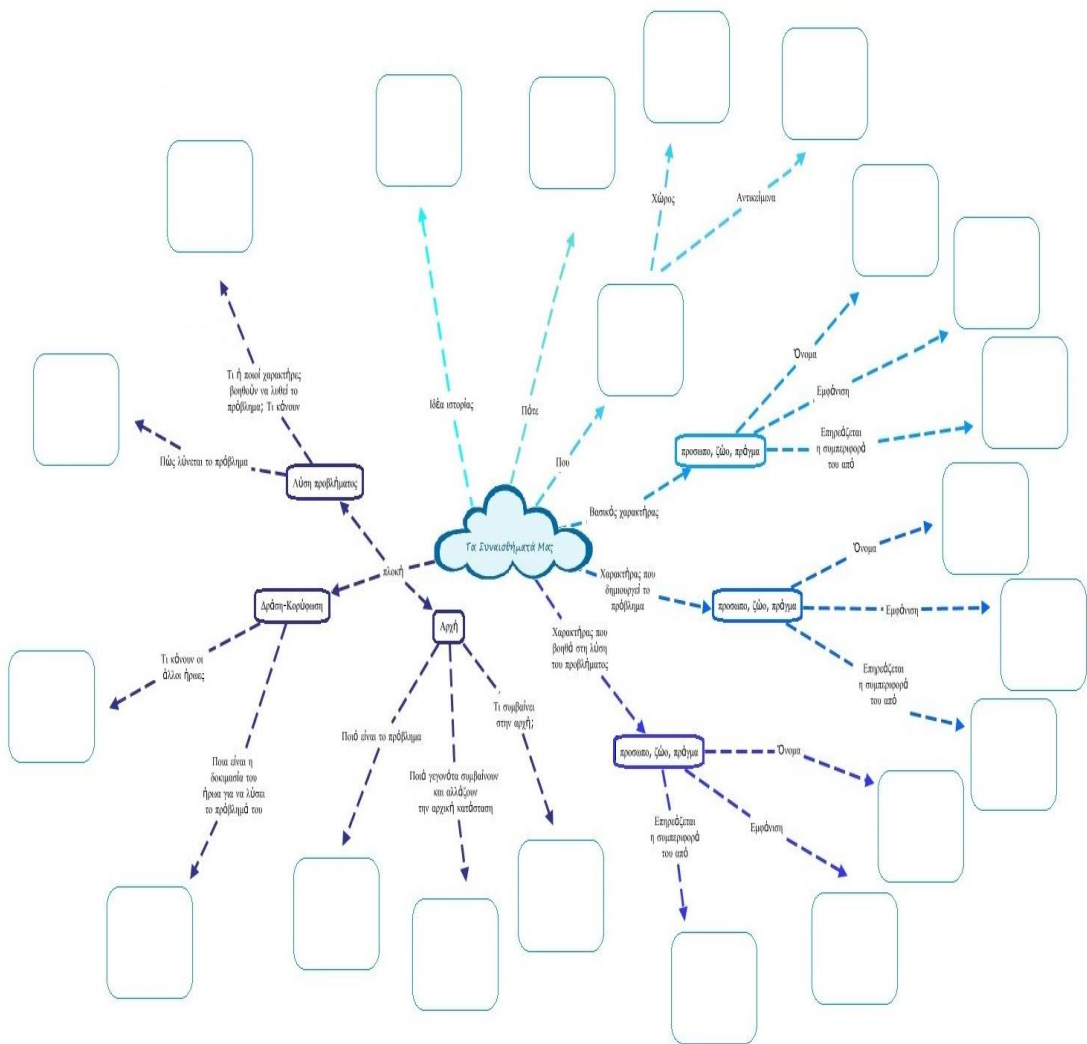 Χώρος
Αντικείμενα
Όνομα
Τι ή ποιοί χαρακτήρες
βοηθούν να λυθεί το
πρόβλημα; Τι κάνουν
Ιδέα ιστορίας
Πότε
Εμφάνιση
Επηρεάζεται
η συμπεριφορά
του από
Πώς λύνεται το πρόβλημα
Που
προσωπο, ζώο, πράγμα
Λύση προβλήματος
Βασικός χαρακτήρας
Τα Συναισθήματά Μας
Όνομα
πλοκή
Χαρακτήρας που
δημιουργεί το
πρόβλημα
προσωπο, ζώο, πράγμα
Εμφάνιση
Δράση-Κορύφωση
Αρχή
Χαρακτήρας που
βοηθά στη λύση
του προβλήματος
Επηρεάζεται
η συμπεριφορά
του από
Τι κάνουν οι
άλλοι ήρωες
Τι συμβαίνει
στην αρχή;
Ποιό είναι το πρόβλημα
προσωπο, ζώο, πράγμα
Όνομα
Ποια είναι η
δοκιμασία του
ήρωα για να λύσει
το πρόβλημά του
Ποιά γεγονότα συμβαίνουν
και αλλάζουν
την αρχική κατάσταση
Επηρεάζεται
η συμπεριφορά
του από
Εμφάνιση